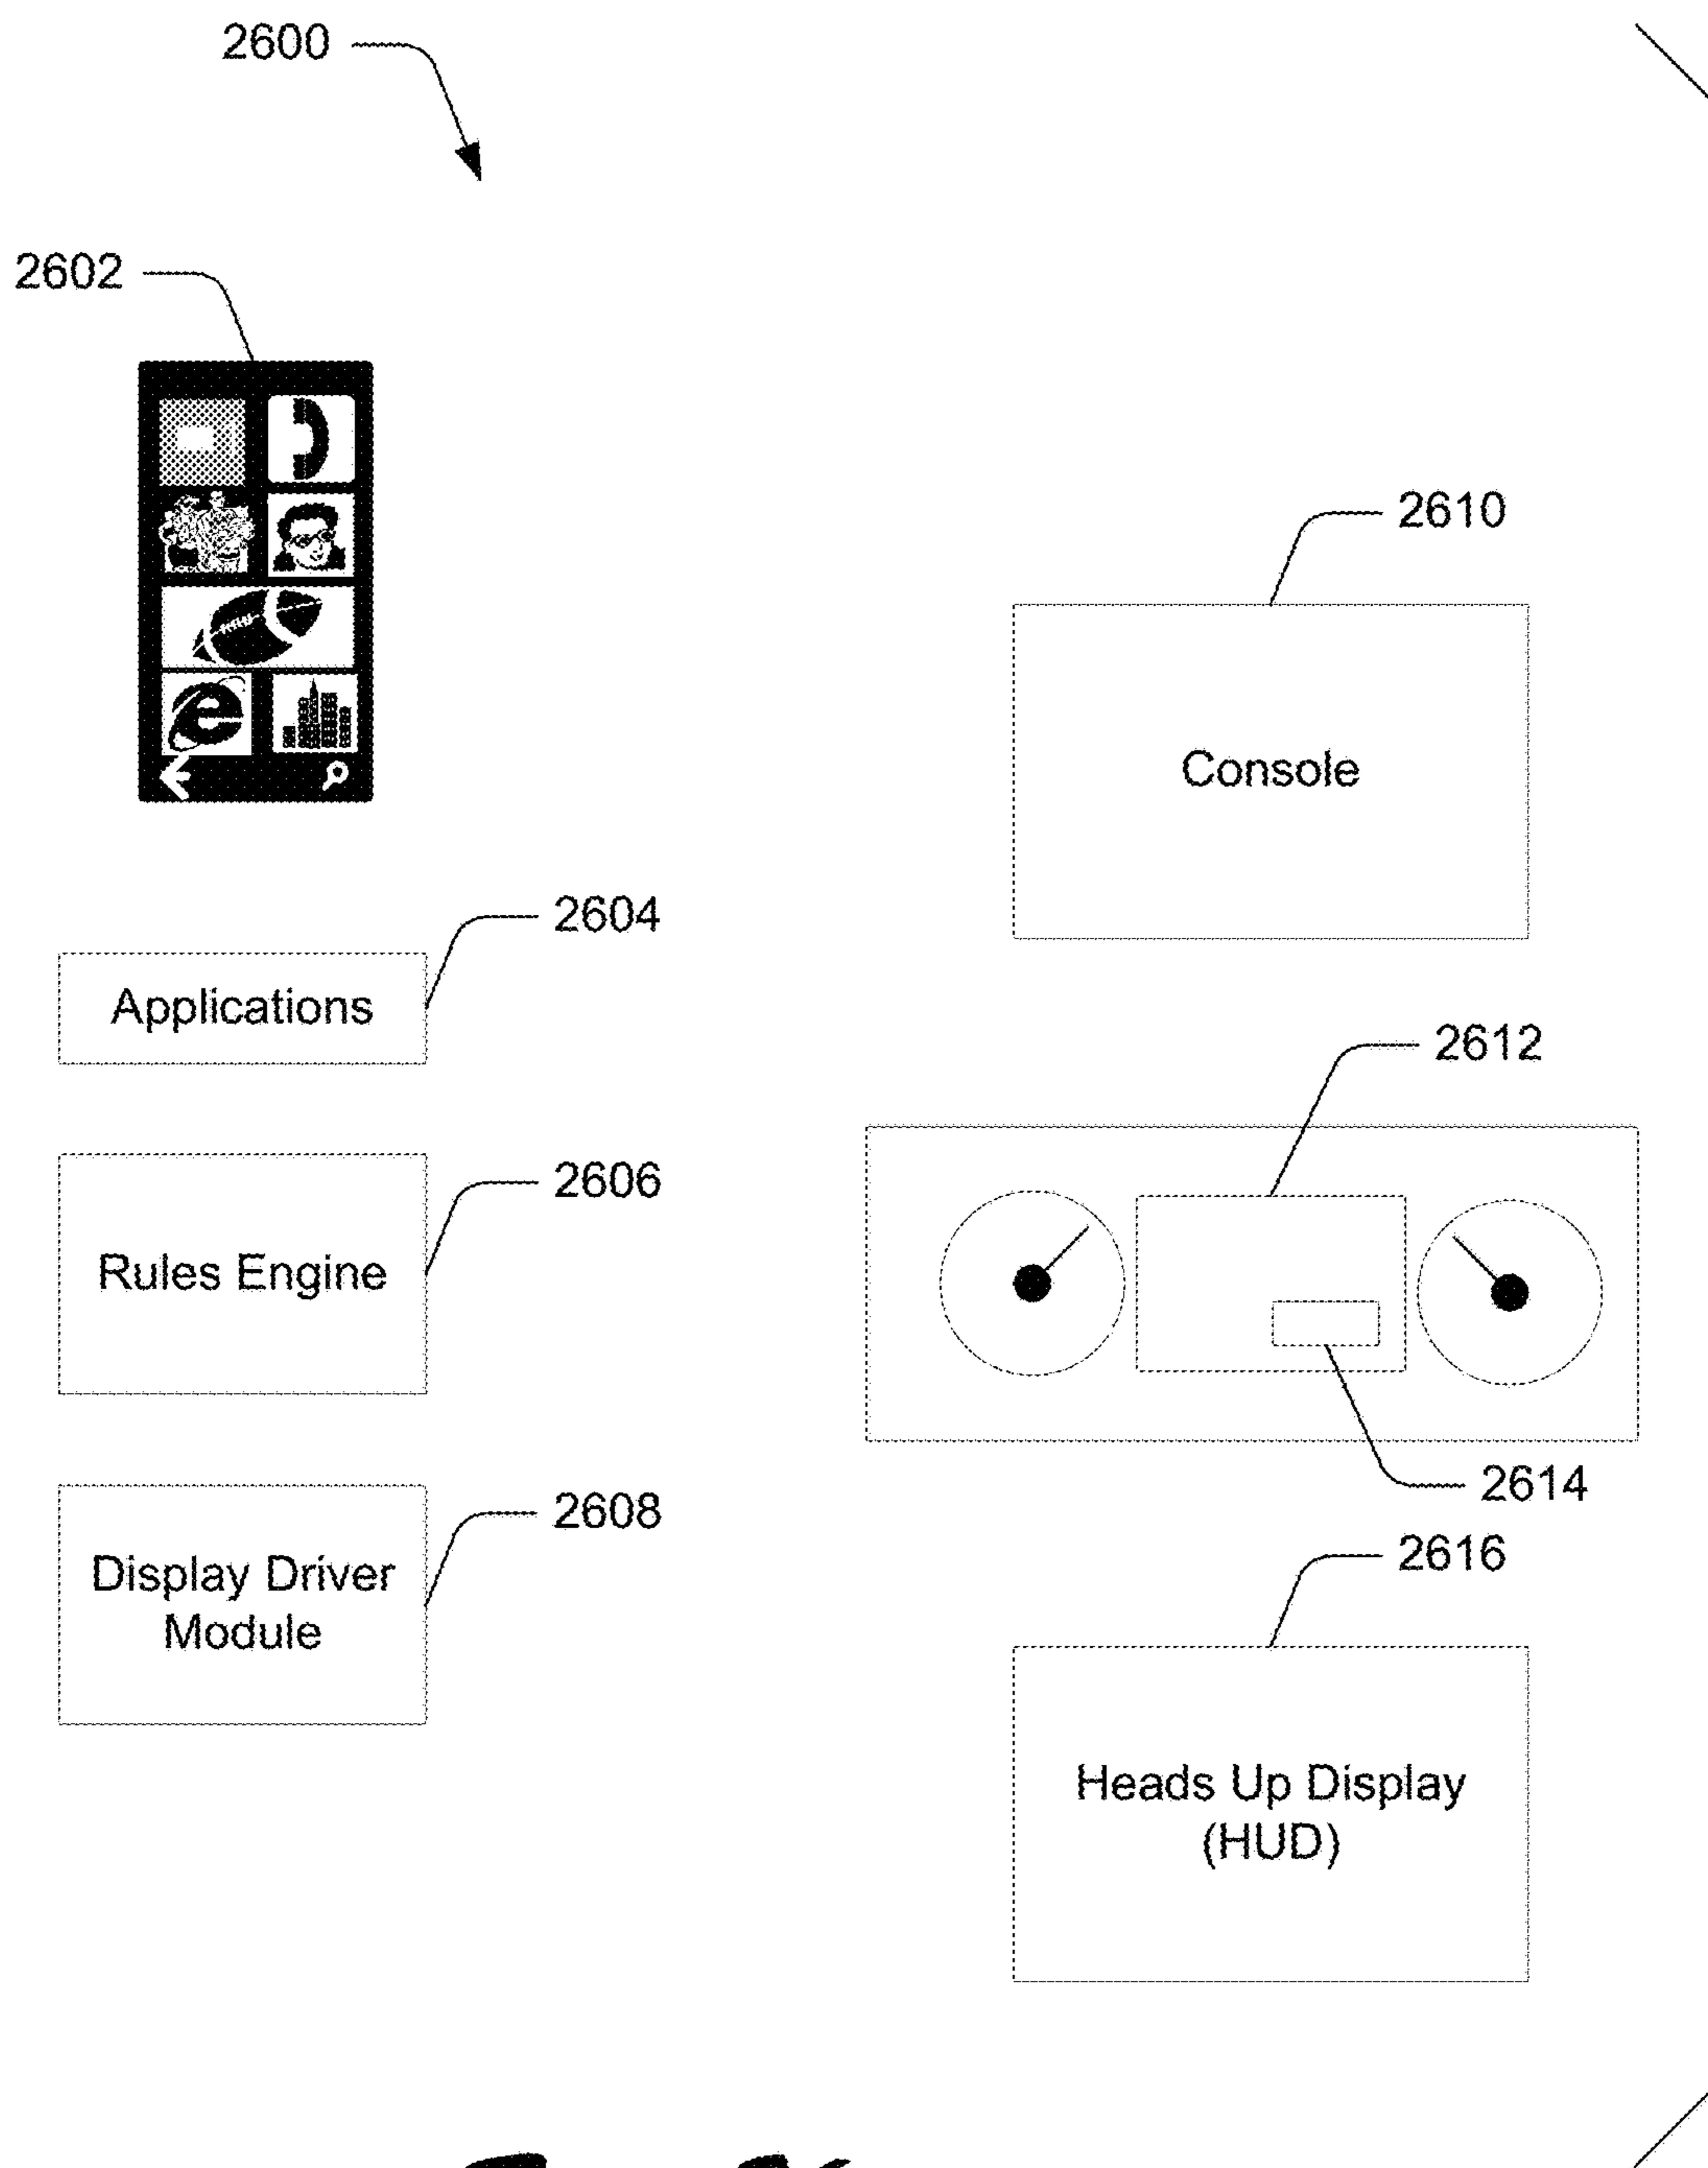 2600
2602
2610
Console
2604
Applications
2612
2606
Rules Engine
2614
2608
Display Driver
Module
2616
Heads Up Display
(HUD)